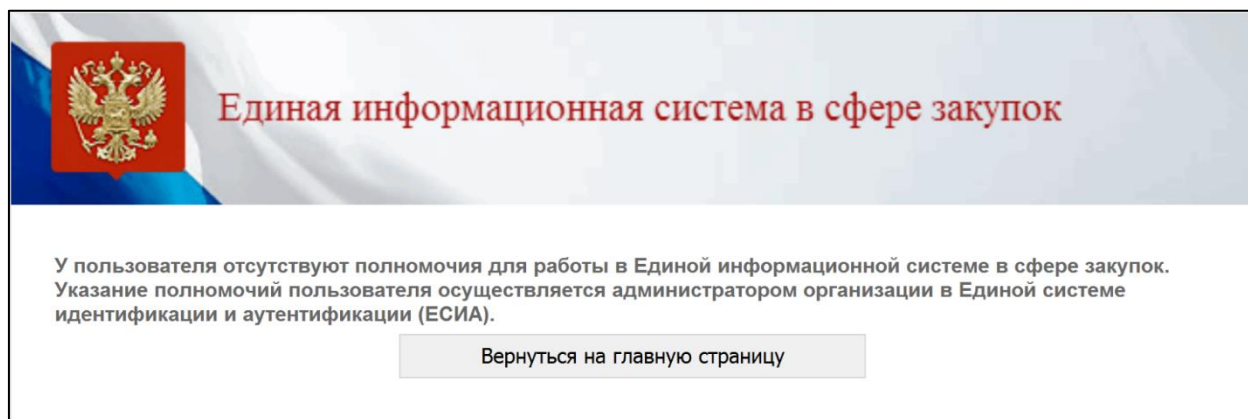 Единая информационная система в сфере закупок
У пользователя отсутствуют полномочия для работы в Единой информационной системе в сфере закупок.
Указание полномочий пользователя осуществляется администратором организации в Единой системе
идентификации и аутентификации (ЕСИА).
Вернуться на главную страницу